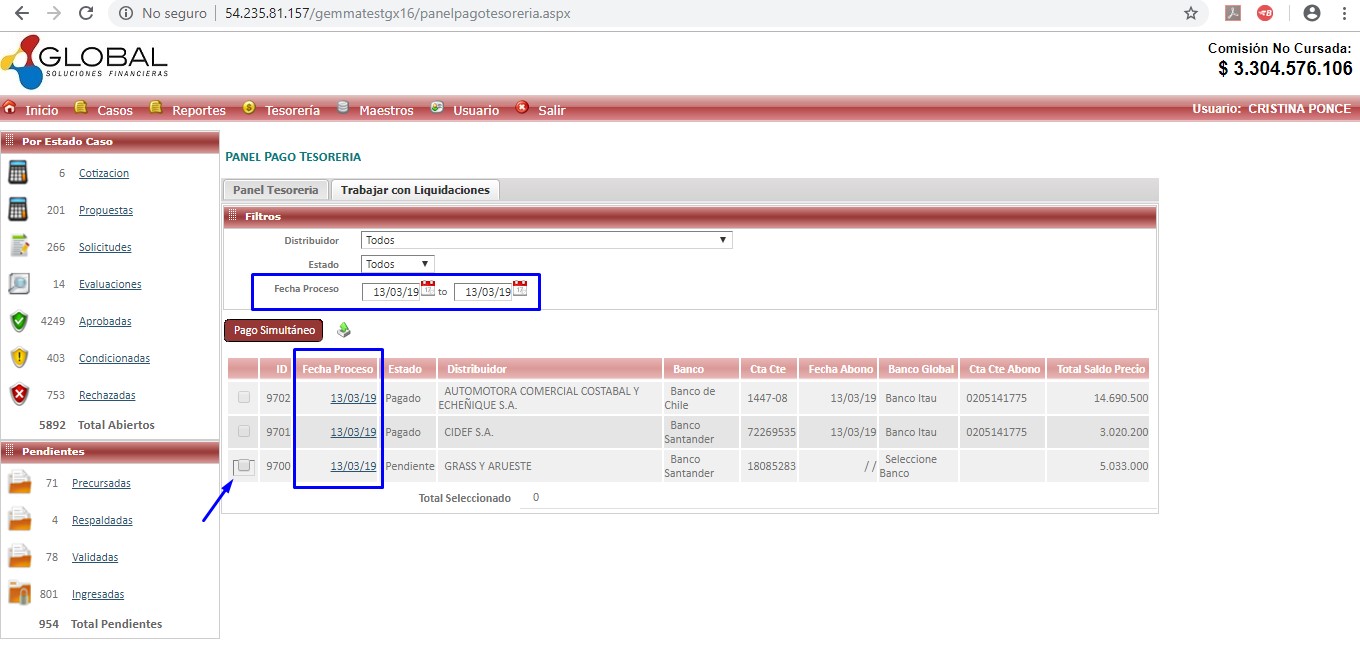 No seguro | 54.235.81.157/gemmatestgx16/panelpagotesoreria.aspx
GLOBAL
SOLUCIONES FINANCIERAS
Comisión No Cursada:
$ 3.304.576.106
Inicio Casos Reportes Tesorería Maestros Usuario Salir Usuario: CRISTINA PONCE
Por Estado Caso
6 Cotizacion
201 Propuestas
266 Solicitudes
14 Evaluaciones
4249 Aprobadas
403 Condicionadas
753 Rechazadas
5892 Total Abiertos
Pendientes
71 Precursadas
4 Respaldadas
78 Validadas
801 Ingresadas
954 Total Pendientes
PANEL PAGO TESORERIA
Panel Tesoreria Trabajar con Liquidaciones
Filtros
Distribuidor Todos
Estado Todos
Fecha Proceso 13/03/19 to 13/03/19
Pago Simultáneo
ID Fecha Proceso Estado Distribuidor Banco Cta Cte Fecha Abono Banco Global Cta Cte Abono Total Saldo Precio
9702 13/03/19 Pagado AUTOMOTORA COMERCIAL COSTABAL Y ECHEÑIQUE S.A. Banco de Chile 1447-08 13/03/19 Banco Itau 0205141775 14.690.500
9701 13/03/19 Pagado CIDEF S.A. Banco Santander 72269535 13/03/19 Banco Itau 0205141775 3.020.200
9700 13/03/19 Pendiente GRASS Y ARUESTE Banco Santander 18085283 / / Seleccione Banco 5.033.000
Total Seleccionado 0